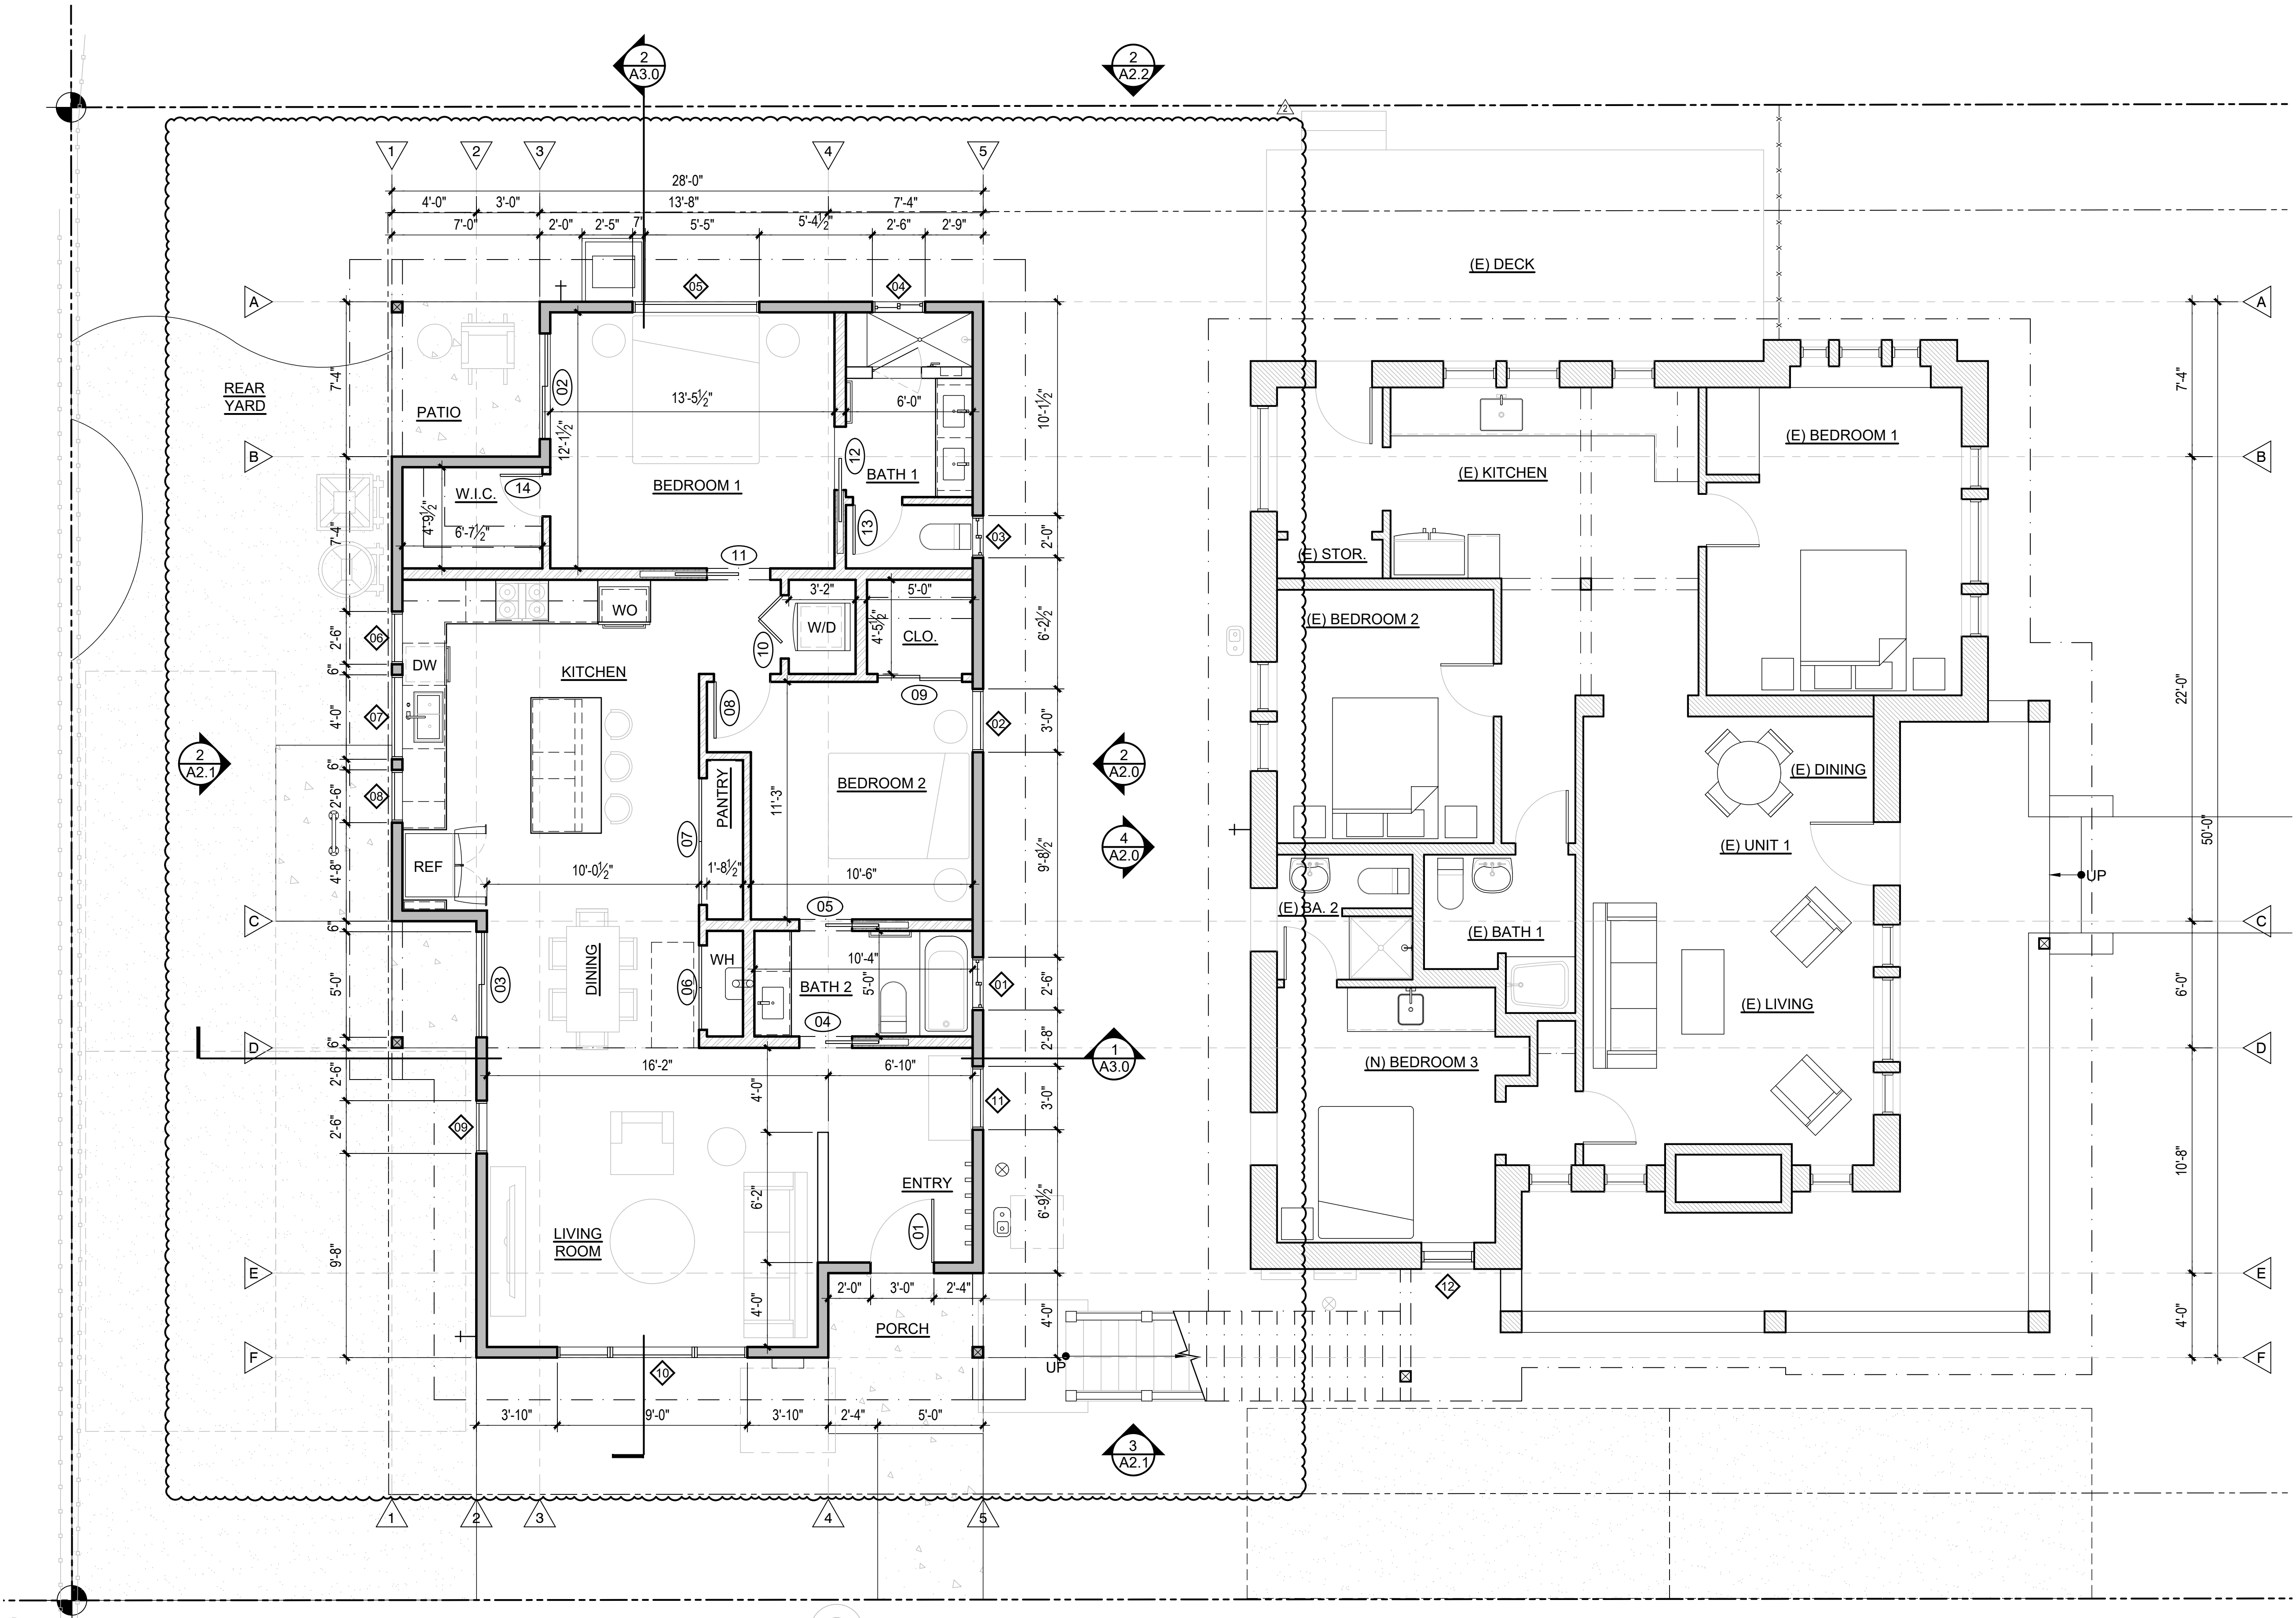 2
A3.0
2
A2.2
2
1
2
3
4
5
28'-0"
4'-0"
3'-0"
13'-8"
7'-4"
7'-0"
2'-0"
2'-5"
7"
5'-5"
5'-4½"
2'-6"
2'-9"
05
04
A
A
(E) DECK
REAR
YARD
PATIO
02
13'-5½"
6'-0"
12'-1½"
7'-4"
10'-1½"
7'-4"
B
B
W.I.C.
14
BEDROOM 1
12
BATH 1
13
03
4'-9½"
6'-7½"
7'-4"
2'-0"
11
(E) KITCHEN
(E) BEDROOM 1
(E) STOR.
(E) BEDROOM 2
WO
3'-2"
5'-0"
W/D
4'-5½"
CLO.
10
09
08
6'-2½"
06
2'-6"
6"
DW
KITCHEN
07
4'-0"
6"
08
2'-6"
02
3'-0"
22'-0"
50'-0"
2
A2.1
2
A2.0
4
A2.0
BEDROOM 2
PANTRY
11'-3"
07
REF
4'-8"
10'-0½"
1'-8½"
10'-6"
9'-8½"
(E) DINING
(E) UNIT 1
UP
C
C
6"
05
(E) BA. 2
(E) BATH 1
DINING
WH
10'-4"
5'-0"
BATH 2
06
03
5'-0"
04
01
2'-6"
(E) LIVING
6'-0"
D
D
6"
2'-8"
1
A3.0
16'-2"
6'-10"
4'-0"
2'-6"
(N) BEDROOM 3
11
3'-0"
09
2'-6"
ENTRY
6'-2"
6'-9½"
10'-8"
LIVING
ROOM
01
9'-8"
E
E
2'-0"
3'-0"
2'-4"
4'-0"
4'-0"
4'-0"
12
PORCH
F
F
10
UP
3'-10"
9'-0"
3'-10"
2'-4"
5'-0"
3
A2.1
1
2
3
4
5